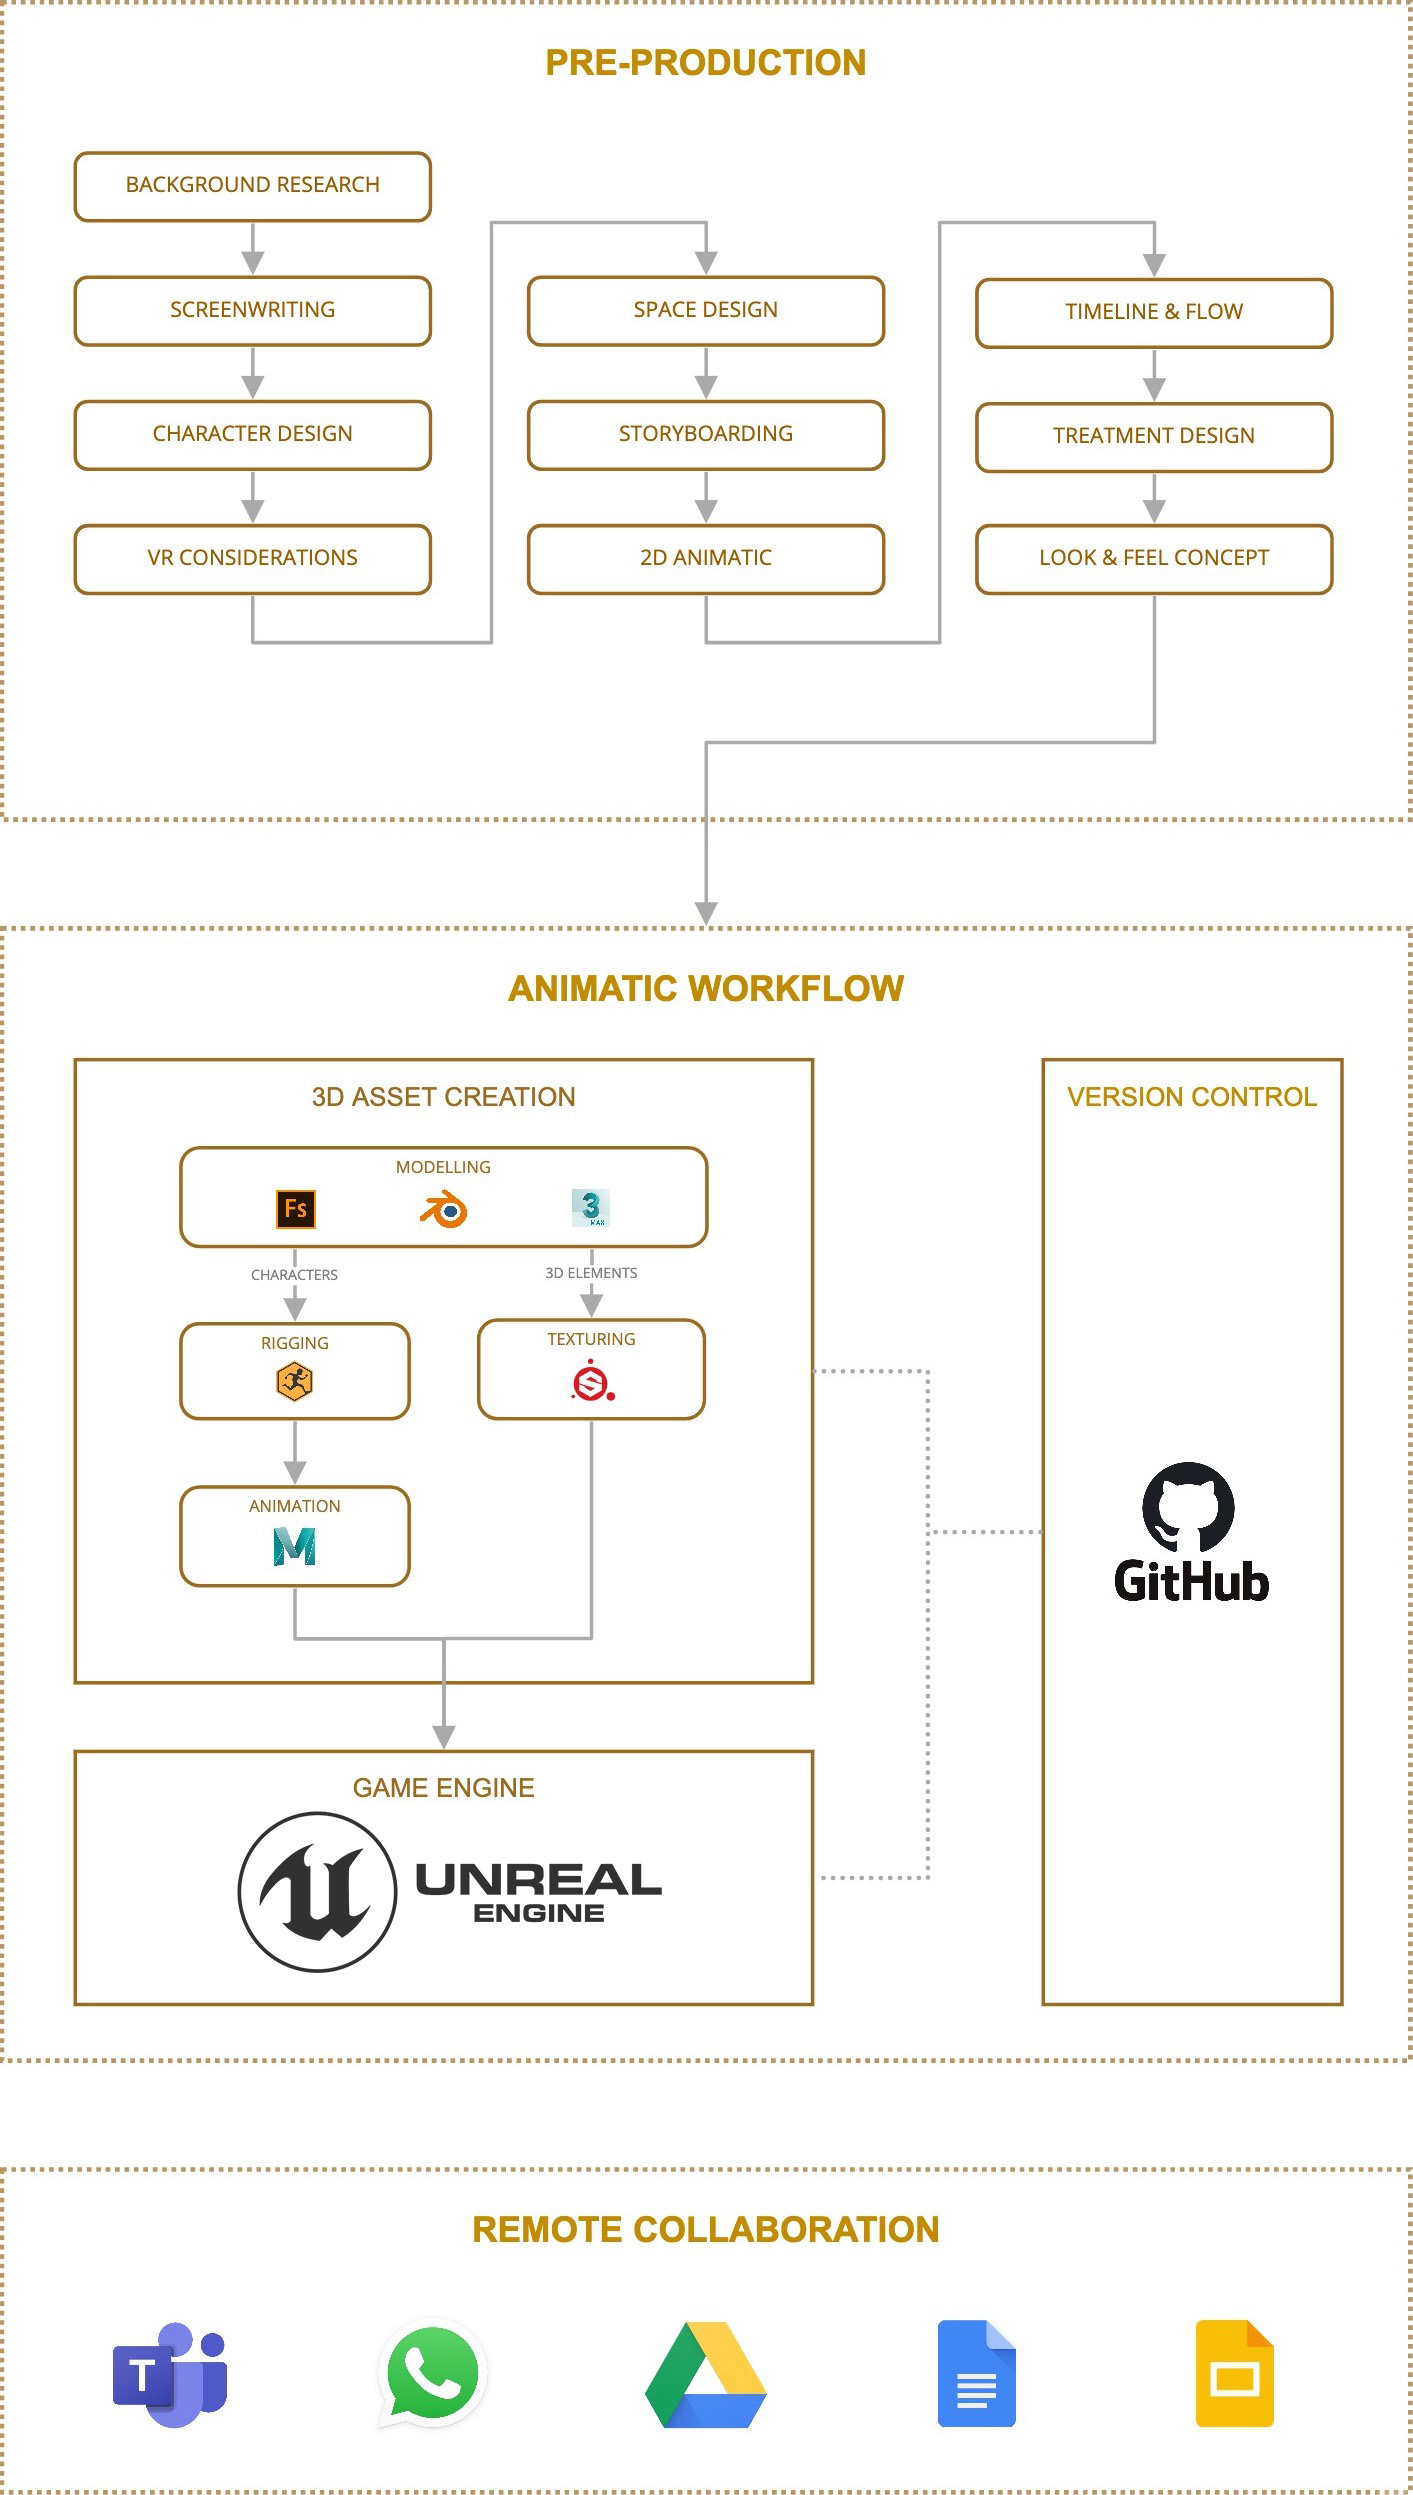 PRE-PRODUCTION
BACKGROUND RESEARCH
SCREENWRITING
CHARACTER DESIGN
VR CONSIDERATIONS
SPACE DESIGN
STORYBOARDING
2D ANIMATIC
TIMELINE & FLOW
TREATMENT DESIGN
LOOK & FEEL CONCEPT
ANIMATIC WORKFLOW
3D ASSET CREATION
MODELLING
Fs
3
MAX
CHARACTERS
3D ELEMENTS
RIGGING
TEXTURING
ANIMATION
M
VERSION CONTROL
GitHub
GAME ENGINE
UNREAL
ENGINE
REMOTE COLLABORATION
T